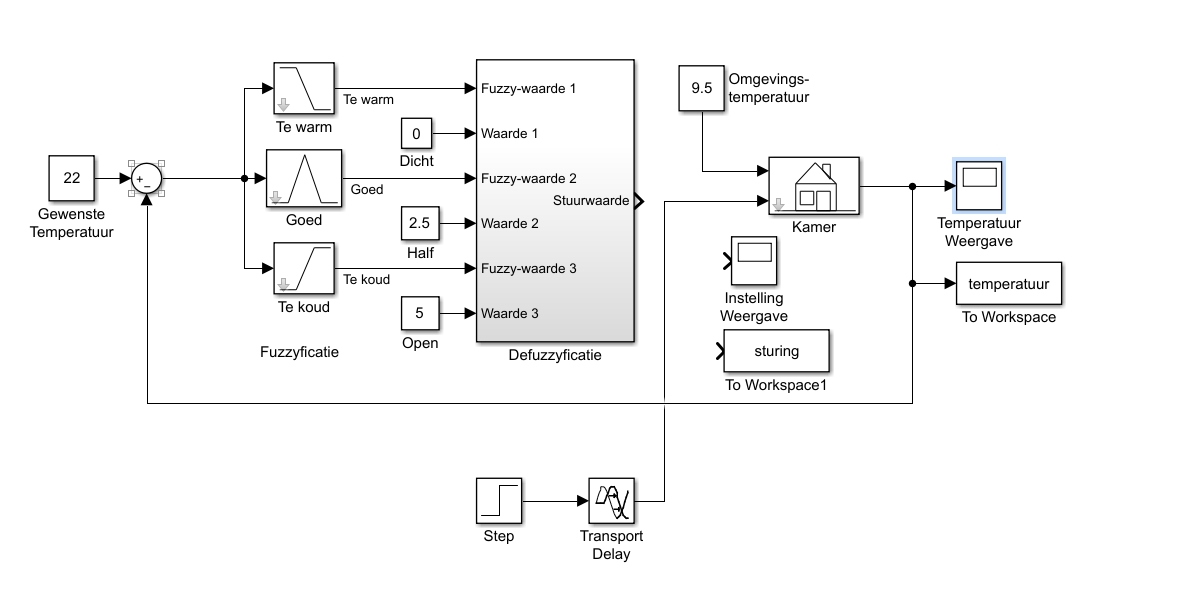 22
+
−
Gewenste
Temperatuur
Te warm
Te warm
Goed
Goed
Te koud
Te koud
Fuzzyficatie
0
Dicht
2.5
Half
5
Open
Fuzzy-waarde 1
Waarde 1
Fuzzy-waarde 2
Stuurwaarde
Waarde 2
Fuzzy-waarde 3
Waarde 3
Defuzzyficatie
9.5
Omgevings-
temperatuur
Kamer
Instelling
Weergave
sturing
To Workspace1
Temperatuur
Weergave
temperatuur
To Workspace
Step
Transport
Delay